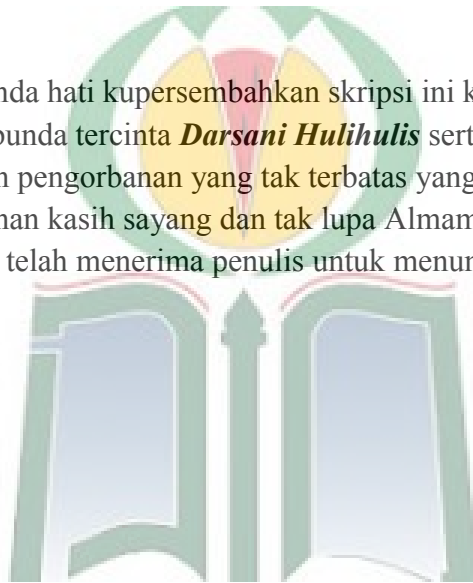 nda hati kupersembahkan skripsi ini k
bunda tercinta Darsani Hulihulis sert
n pengorbanan yang tak terbatas yang
nan kasih sayang dan tak lupa Almam
telah menerima penulis untuk menun